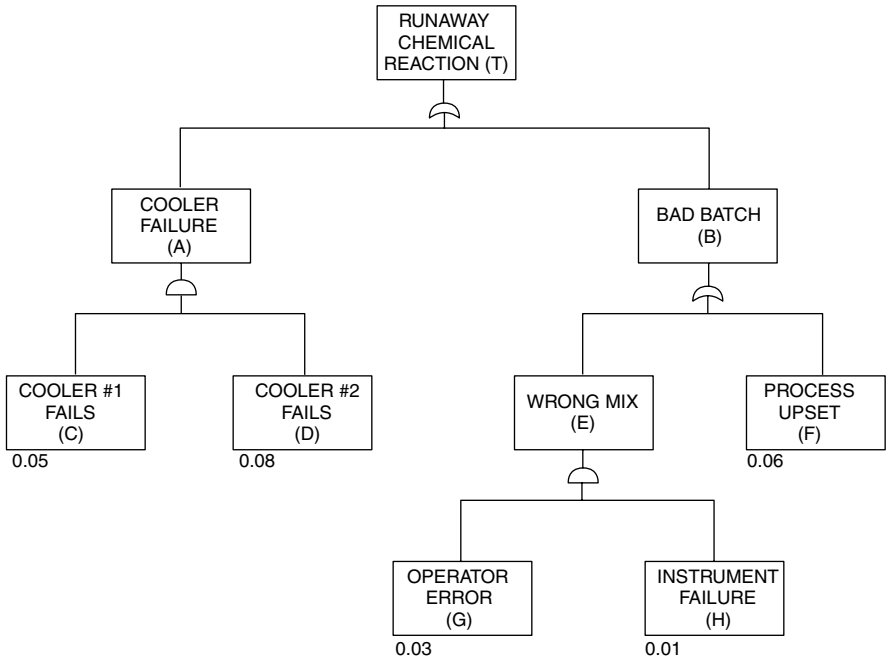 RUNAWAY
CHEMICAL
REACTION (T)
COOLER
FAILURE
(A)
BAD BATCH
(B)
COOLER #1
FAILS
(C)
0.05
COOLER #2
FAILS
(D)
0.08
WRONG MIX
(E)
PROCESS
UPSET
(F)
0.06
OPERATOR
ERROR
(G)
0.03
INSTRUMENT
FAILURE
(H)
0.01